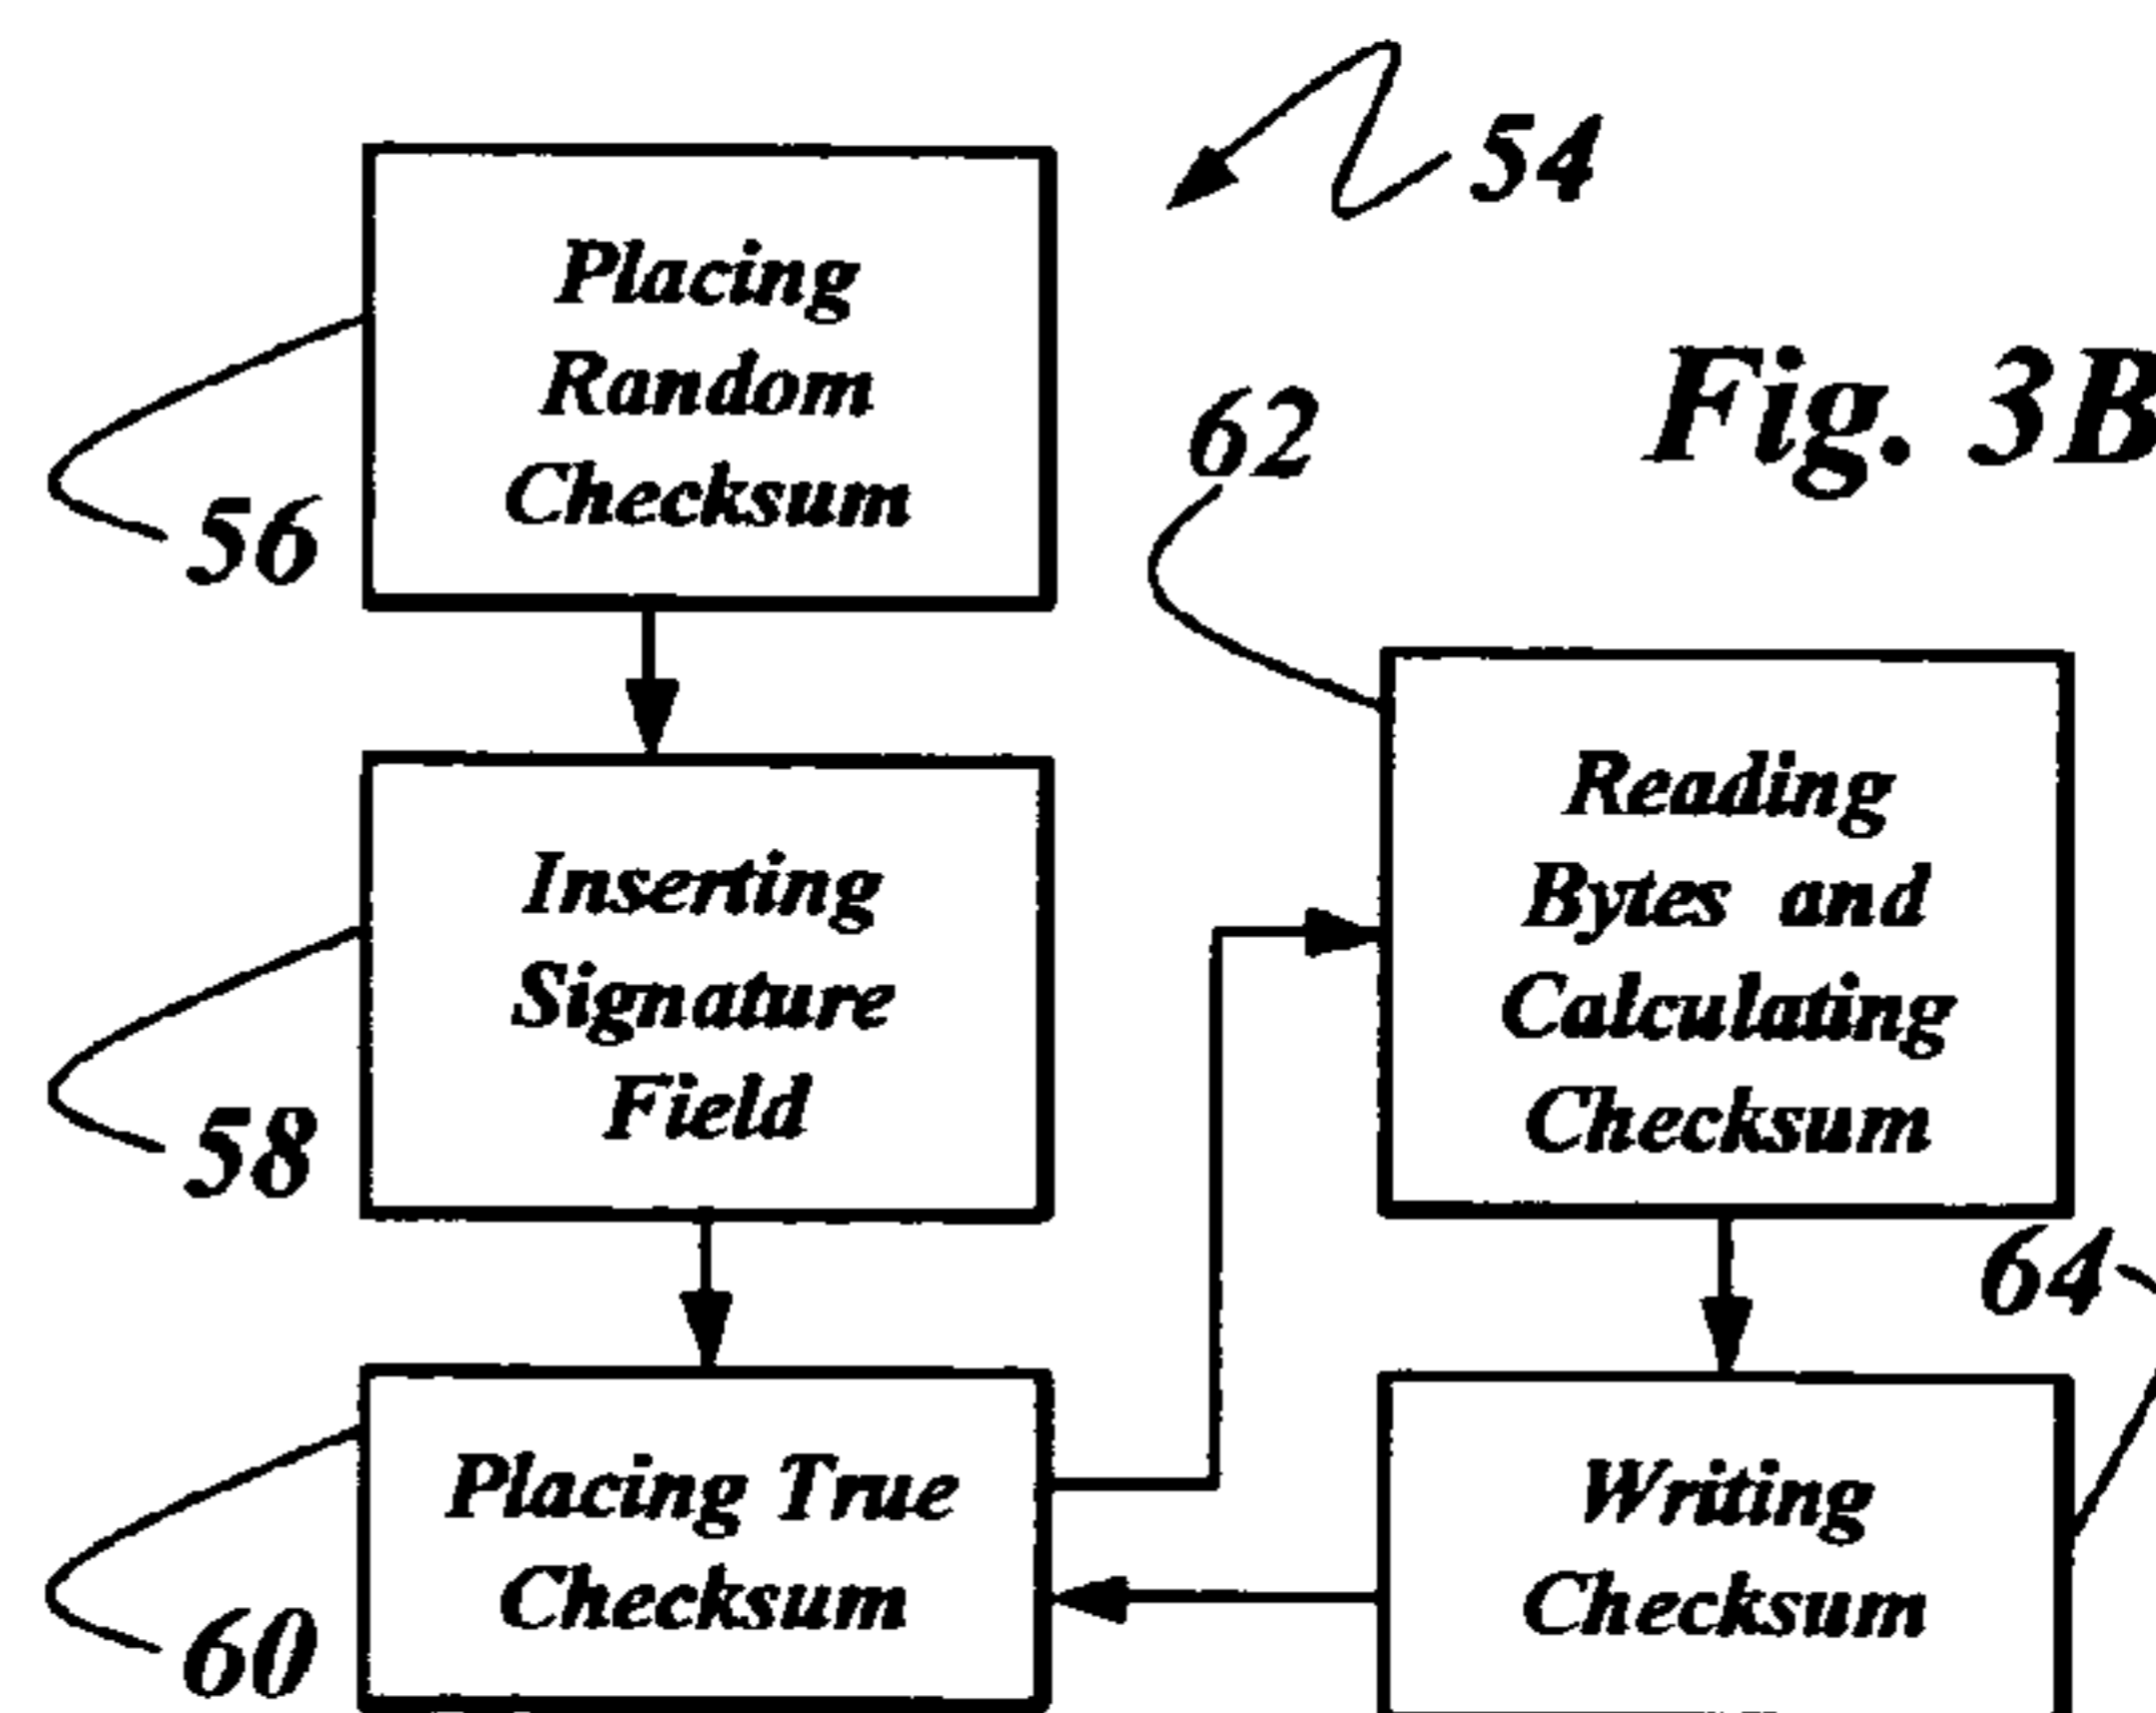 54
Placing
Random
Checksum
56
Fig. 3B
62
Inserting
Signature
Field
58
Reading
Bytes and
Calculating
Checksum
64
Placing True
Checksum
60
Writing
Checksum